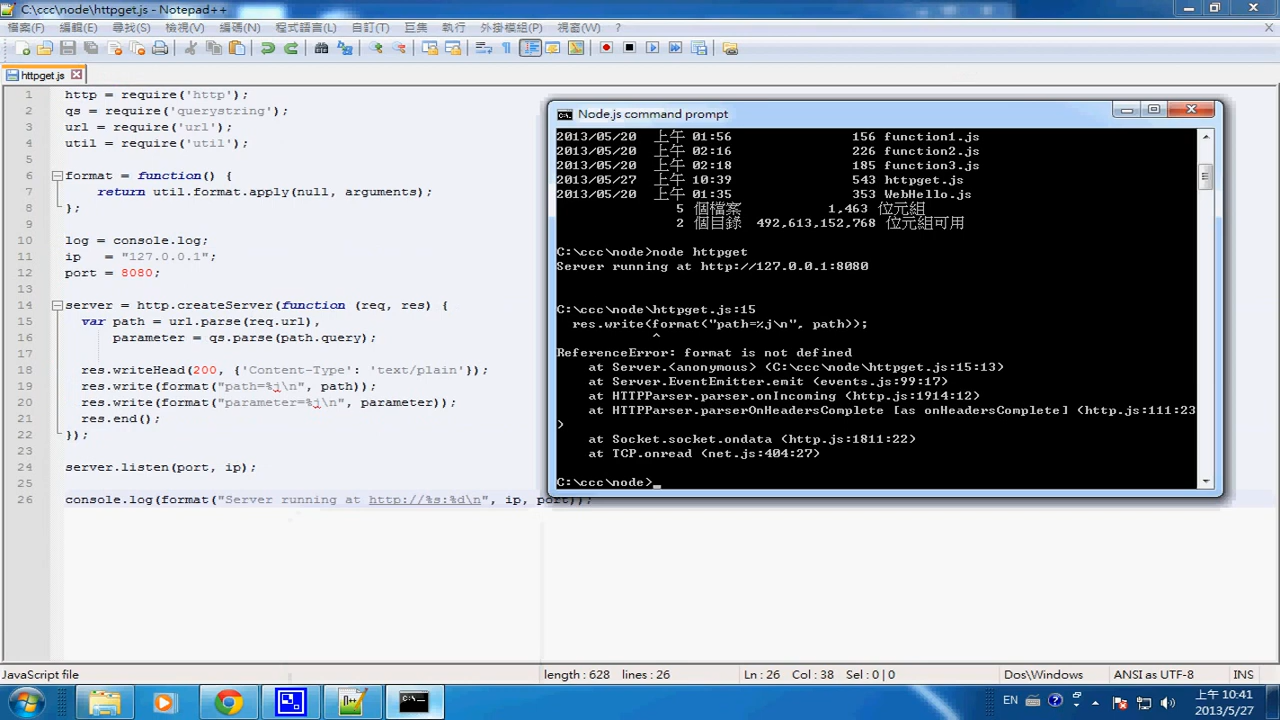 C:\ccc\node\httpget.js - Notepad++
檔案(F) 編輯(E) 尋找(S) 檢視(V) 編碼(N) 程式語言(L) 自訂(T) 巨集 執行 外掛模組(P) 視窗(W) ?
httpget.js
1 http = require('http');
2 qs = require('querystring');
3 url = require('url');
4 util = require('util');
5
6 format = function() {
7 return util.format.apply(null, arguments);
8 };
9
10 log = console.log;
11 ip = "127.0.0.1";
12 port = 8080;
13
14 server = http.createServer(function (req, res) {
15 var path = url.parse(req.url),
16 parameter = qs.parse(path.query);
17
18 res.writeHead(200, {'Content-Type': 'text/plain'});
19 res.write(format("path=%j\n", path));
20 res.write(format("parameter=%j\n", parameter));
21 res.end();
22 });
23
24 server.listen(port, ip);
25
26 console.log(format("Server running at http://%s:%d\n", ip, port));
Node.js command prompt
2013/05/20 上午 01:56 156 function1.js
2013/05/20 上午 02:16 226 function2.js
2013/05/20 上午 02:18 185 function3.js
2013/05/27 上午 10:39 543 httpget.js
2013/05/20 上午 01:35 353 WebHello.js
5 個檔案 1,463 位元組
2 個目錄 492,613,152,768 位元組可用
C:\ccc\node>node httpget
Server running at http://127.0.0.1:8080
C:\ccc\node\httpget.js:15
res.write(format("path=%j\n", path));
^
ReferenceError: format is not defined
at Server.<anonymous> (C:\ccc\node\httpget.js:15:13)
at Server.EventEmitter.emit (events.js:99:17)
at HTTPParser.parser.onIncoming (http.js:1914:12)
at HTTPParser.parserOnHeadersComplete [as onHeadersComplete] (http.js:111:23
)
at Socket.socket.ondata (http.js:1811:22)
at TCP.onread (net.js:404:27)
C:\ccc\node>_
JavaScript file length : 628 lines : 26 Ln : 26 Col : 38 Sel : 0 | 0 Dos\Windows ANSI as UTF-8 INS
EN
上午 10:41
2013/5/27